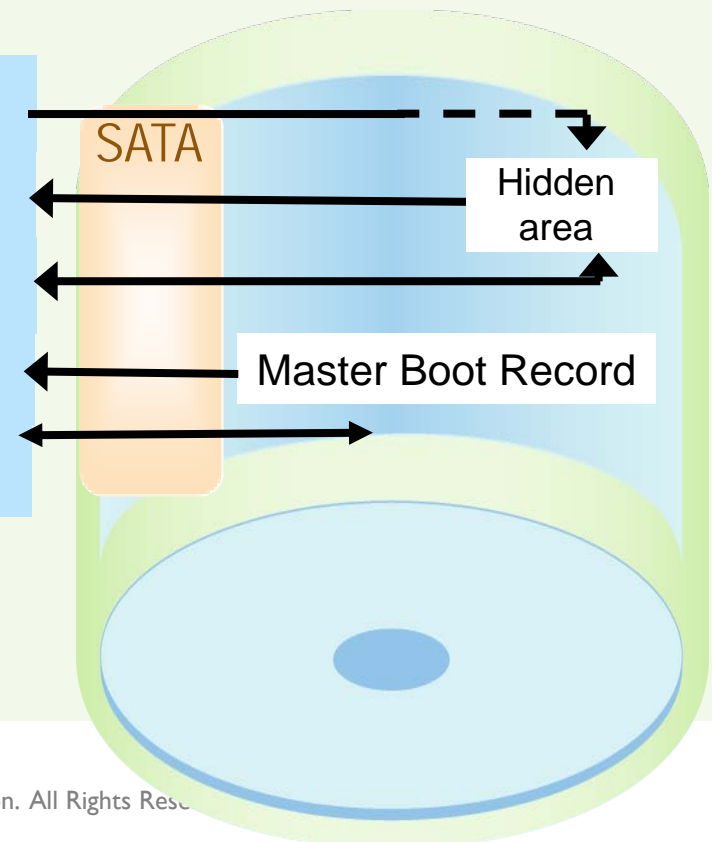 SATA
Hidden
area
Master Boot Record
n. All Rights Rese